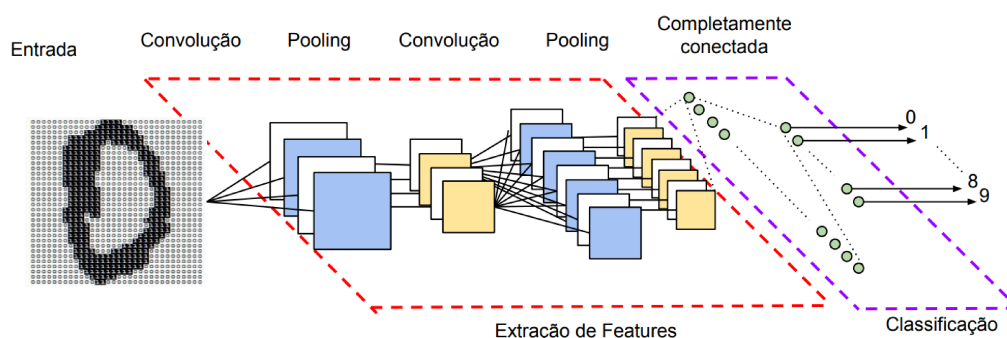 Entrada
Convolução
Pooling
Convolução
Pooling
Completamente
conectada
0
1
8
9
Extração de Features
Classificação